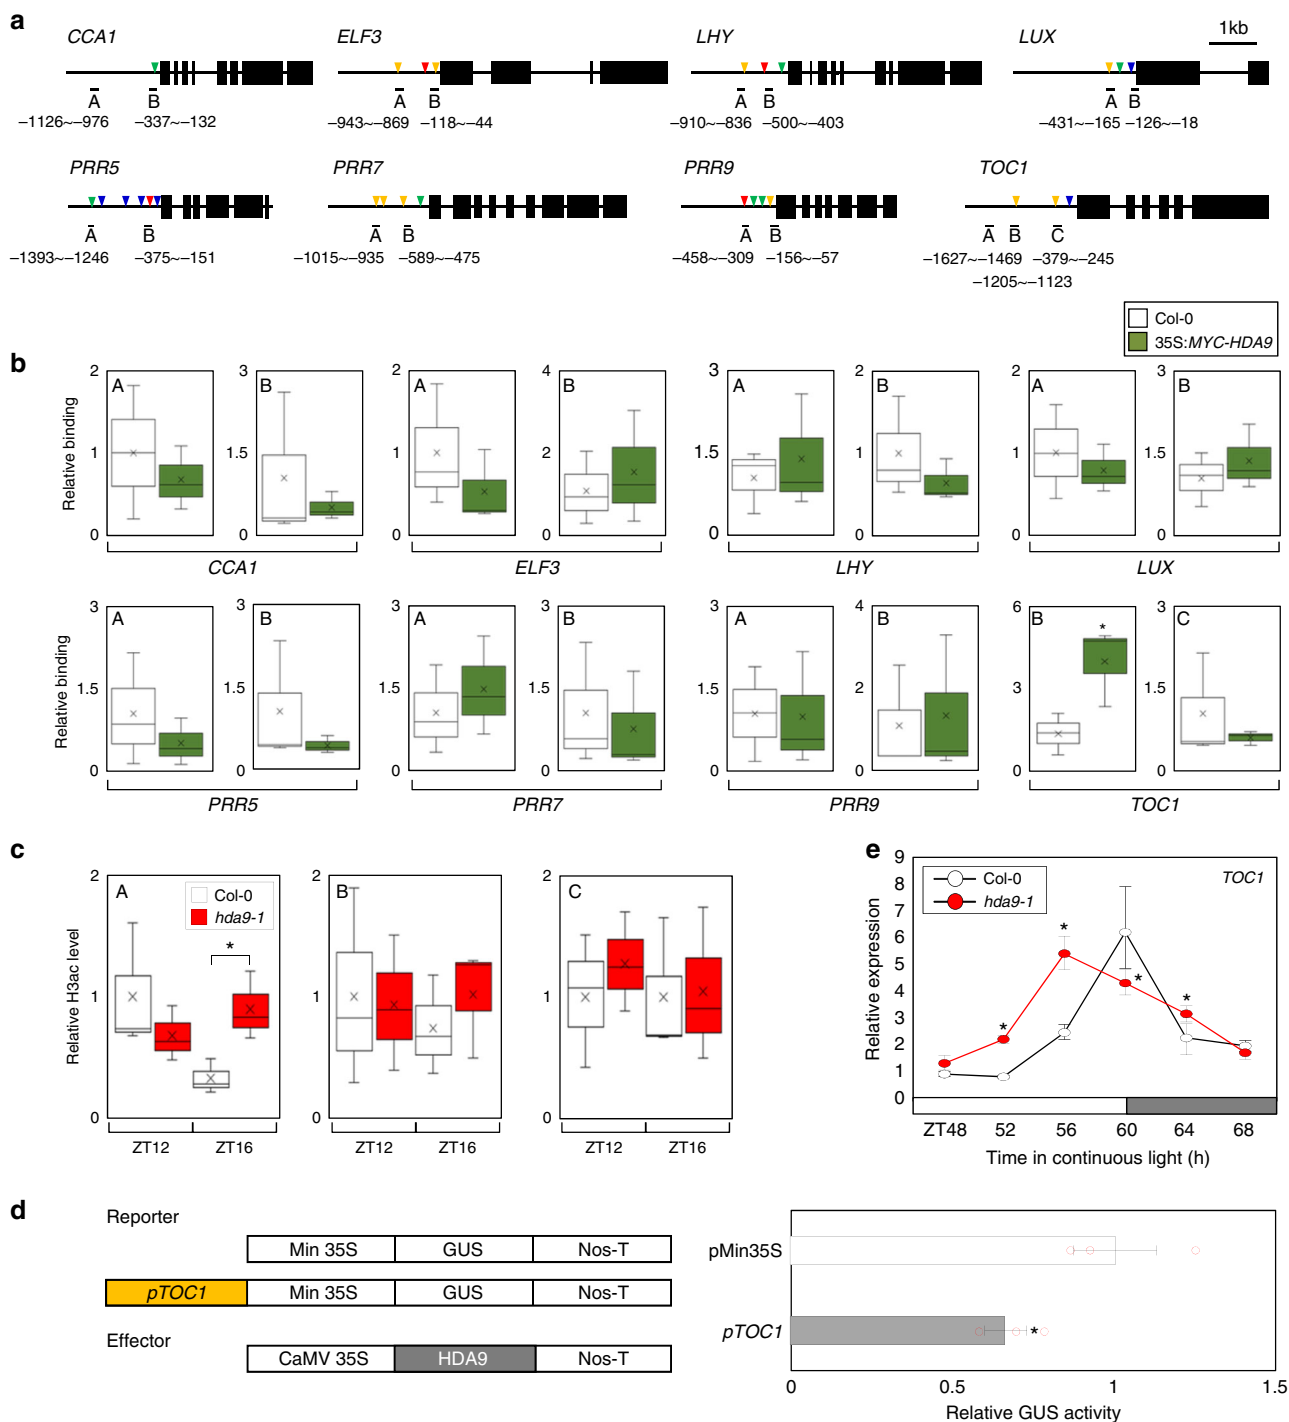 a
CCA1 ELF3 LHY LUX 1kb
A B A B A B A B
−1126~−976 −337~−132 −943~−869 −118~−44 −910~−836 −500~−403 −431~−165 −126~−18
PRR5 PRR7 PRR9 TOC1
A B A B A B A B C
−1393~−1246 −375~−151 −1015~−935 −589~−475 −458~−309 −156~−57 −1627~−1469 −379~−245
−1205~−1123
Col-0
35S:MYC-HDA9
b
Relative binding
2 A 1 0
3 B 1.5 0
CCA1
2 A 1 0
4 B 2 0
ELF3
3 A 1.5 0
2 B 1 0
LHY
2 A 1 0
3 B 1.5 0
LUX
Relative binding
3 A 1.5 0
3 B 1.5 0
PRR5
3 A 1.5 0
3 B 1.5 0
PRR7
3 A 1.5 0
4 B 2 0
PRR9
6 B * 3 0
3 C 1.5 0
TOC1
c
Relative H3ac level
2 A 1 0
Col-0
hda9-1
*
ZT12 ZT16
2 B 1 0
ZT12 ZT16
2 C 1 0
ZT12 ZT16
e
Relative expression
9
8
7
6
5
4
3
2
1
0
Col-0
hda9-1
TOC1
* * * *
ZT48 52 56 60 64 68
Time in continuous light (h)
d
Reporter
Min 35S GUS Nos-T
pTOC1 Min 35S GUS Nos-T
Effector
CaMV 35S HDA9 Nos-T
pMin35S
pTOC1 *
0 0.5 1 1.5
Relative GUS activity